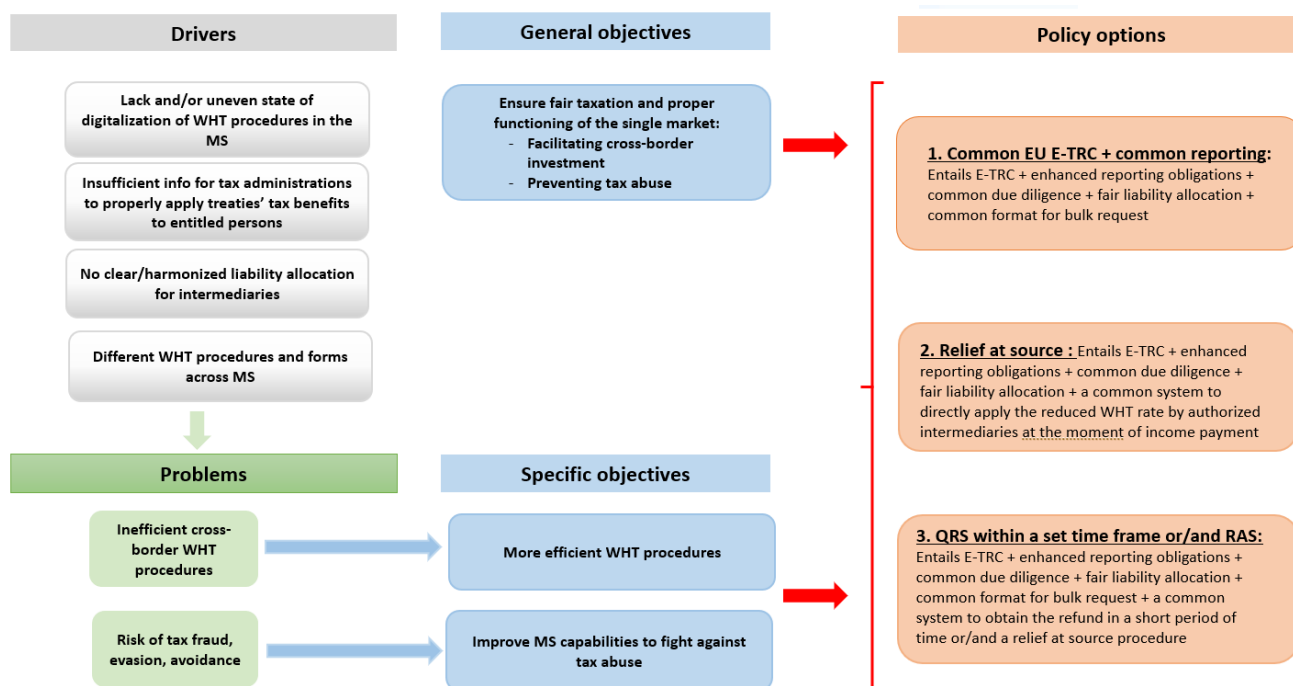 Drivers
Lack and/or uneven state of
digitalization of WHT procedures in the
MS
Insufficient info for tax administrations
to properly apply treaties’ tax benefits
to entitled persons
No clear/harmonized liability allocation
for intermediaries
Different WHT procedures and forms
across MS
Problems
Inefficient cross-
border WHT
procedures
Risk of tax fraud,
evasion, avoidance
General objectives
Ensure fair taxation and proper
functioning of the single market:
- Facilitating cross-border
investment
- Preventing tax abuse
Specific objectives
More efficient WHT procedures
Improve MS capabilities to fight against
tax abuse
Policy options
1. Common EU E-TRC + common reporting:
Entails E-TRC + enhanced reporting obligations +
common due diligence + fair liability allocation +
common format for bulk request
2. Relief at source : Entails E-TRC + enhanced
reporting obligations + common due diligence +
fair liability allocation + a common system to
directly apply the reduced WHT rate by authorized
intermediaries at the moment of income payment
3. QRS within a set time frame or/and RAS:
Entails E-TRC + enhanced reporting obligations +
common due diligence + fair liability allocation +
common format for bulk request + a common
system to obtain the refund in a short period of
time or/and a relief at source procedure